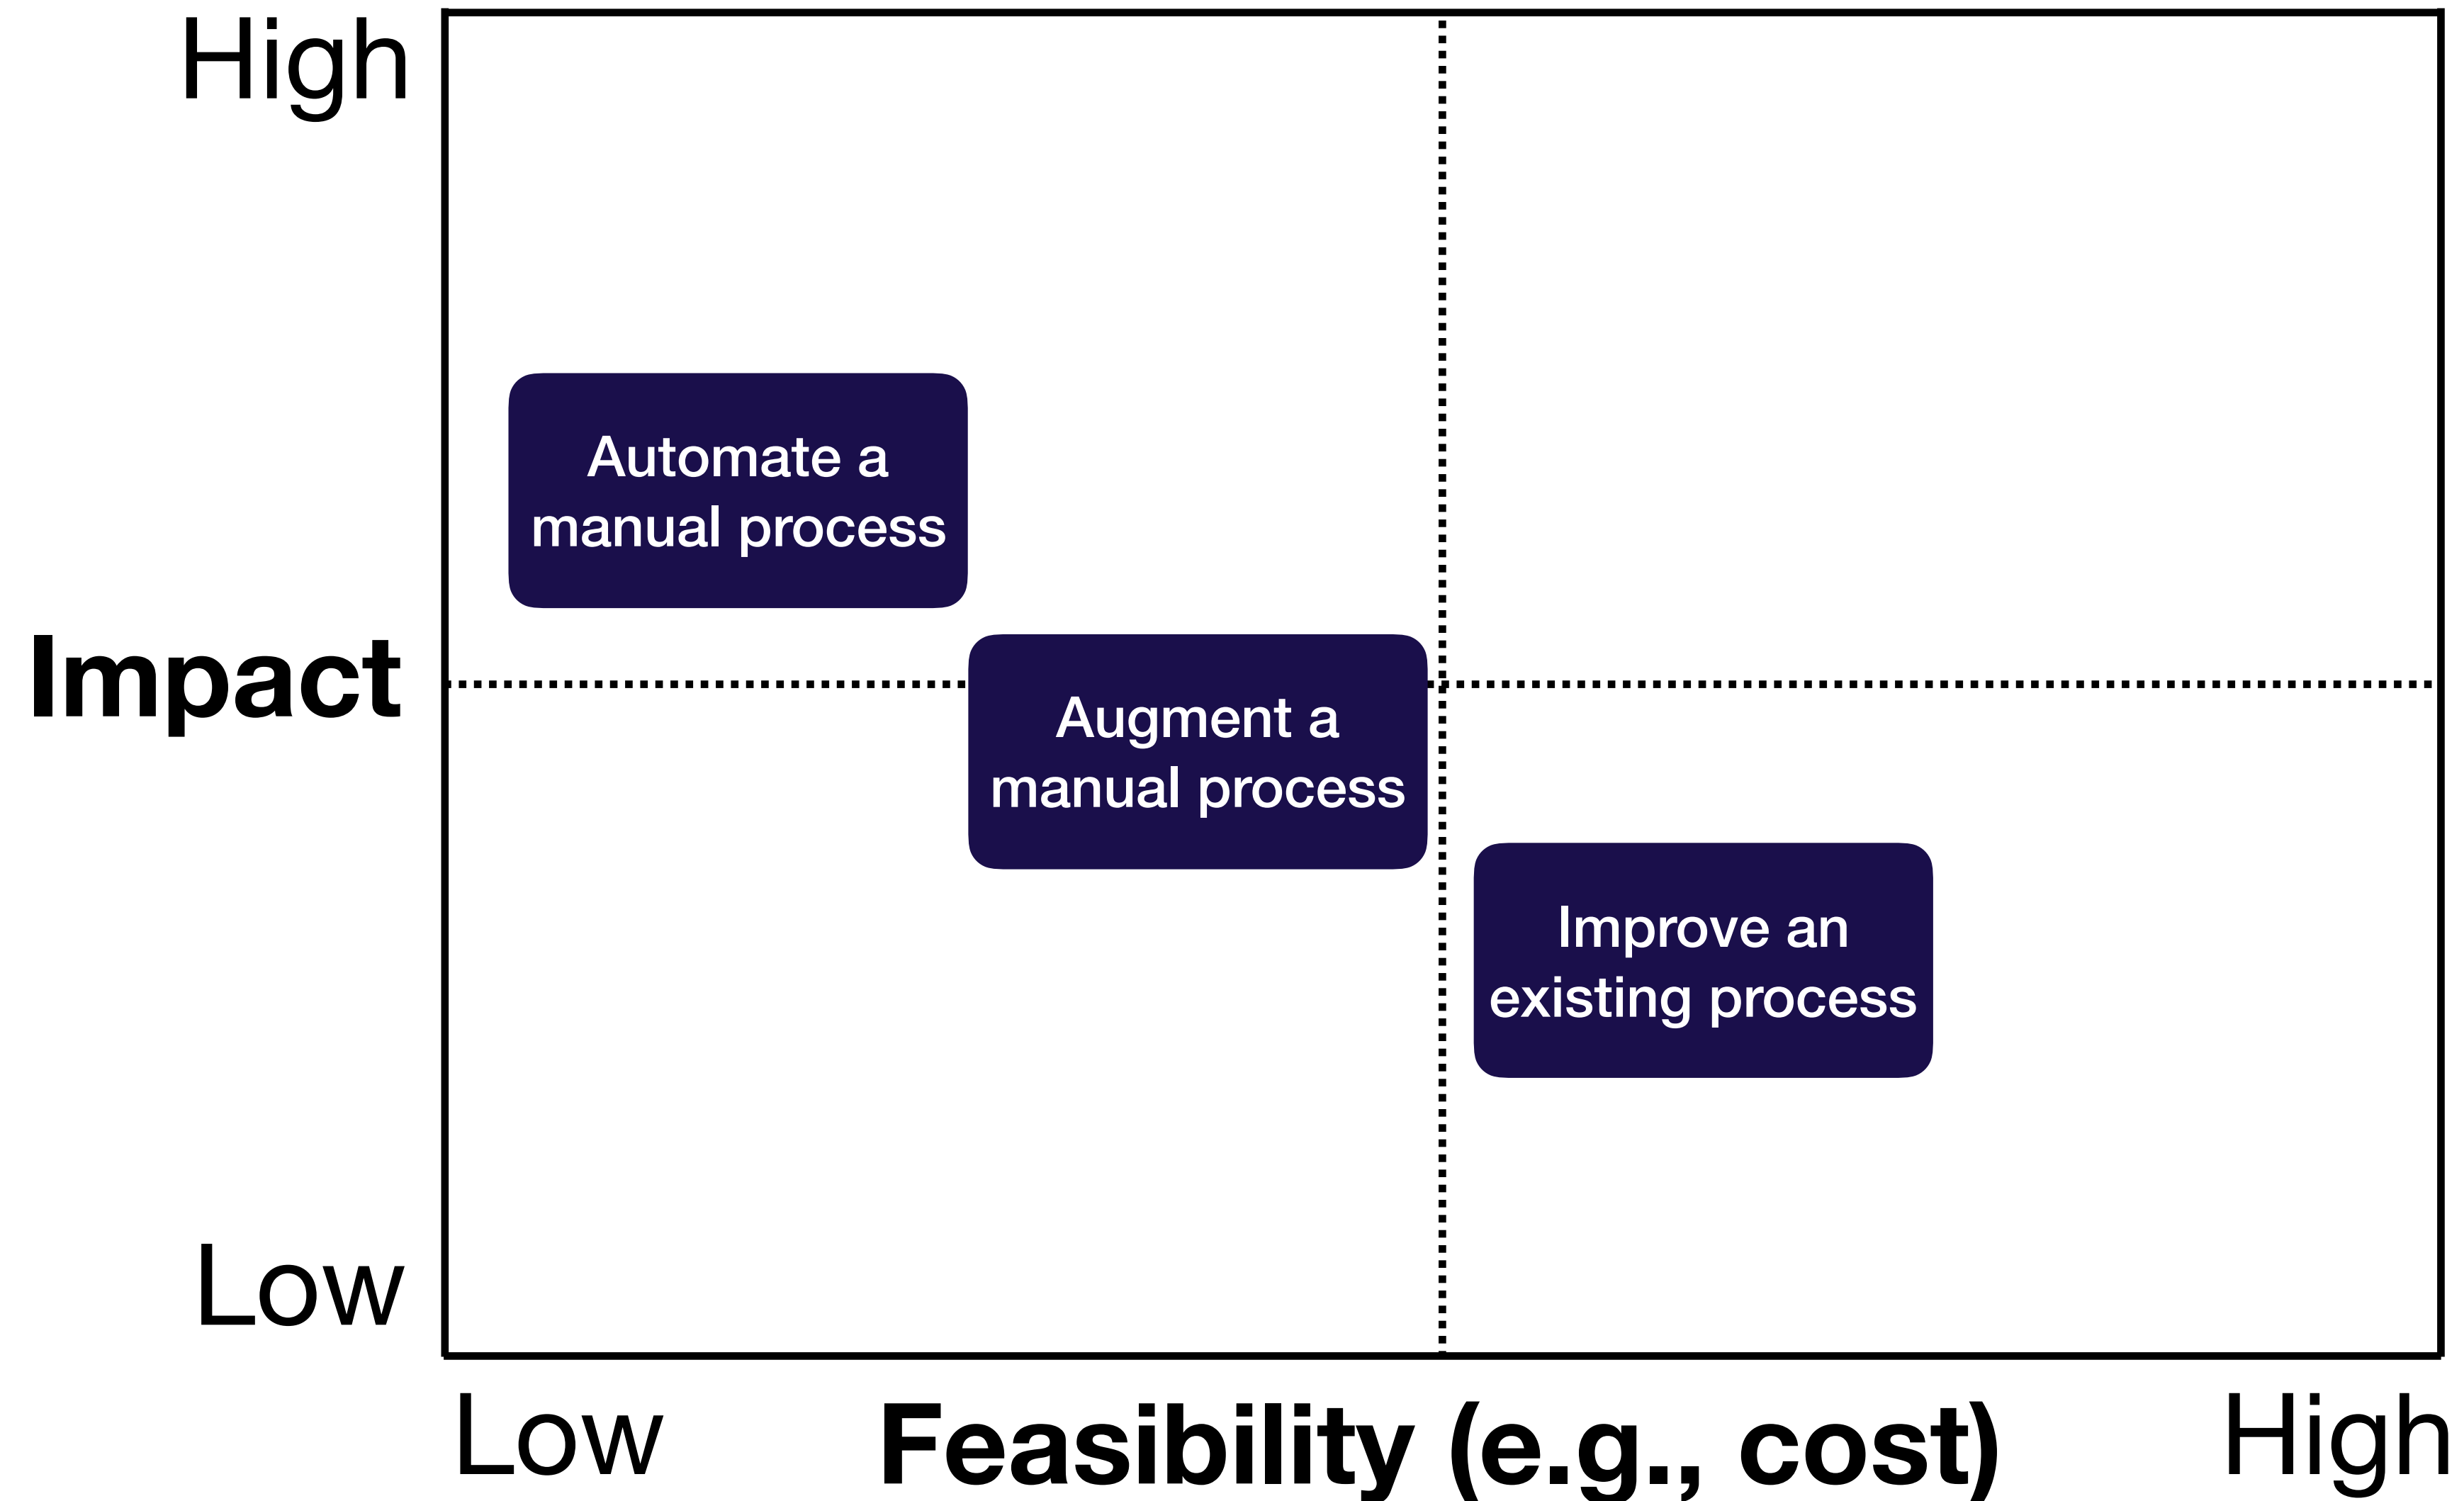 High
Automate a
manual process
Impact
Augment a
manual process
Improve an
existing process
Low
Low
Feasibility (e.g., cost)
High